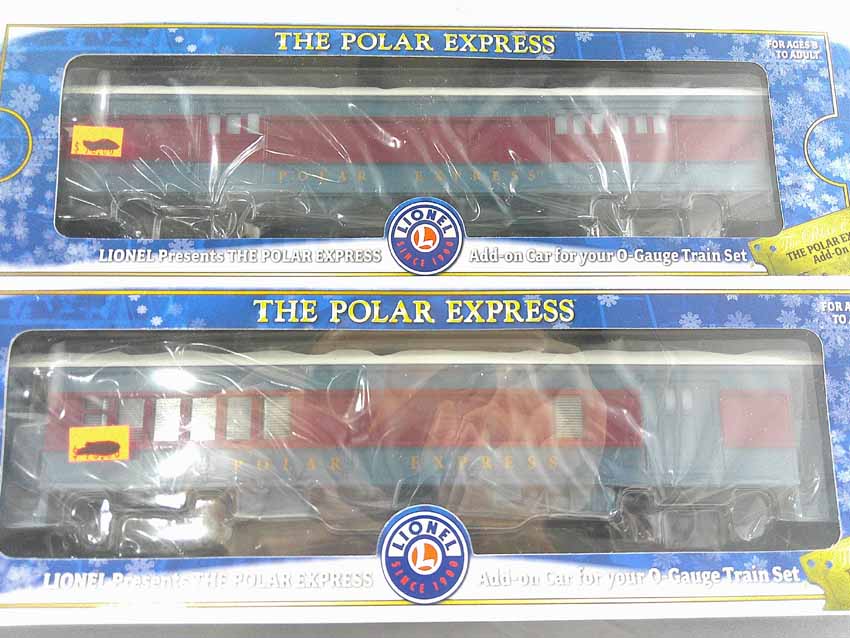 THE POLAR EXPRESS
FOR AGES 8
TO ADULT
$
POLAR EXPRESS
LIONEL
L
SINCE 1900
LIONEL Presents THE POLAR EXPRESS
Add-on Car for your O-Gauge Train Set
THE POLAR EX
Add-on
THE POLAR EXPRESS
FOR A
TO
POLAR EXPRESS
LIONEL
L
SINCE 1900
LIONEL Presents THE POLAR EXPRESS
Add-on Car for your O-Gauge Train Set